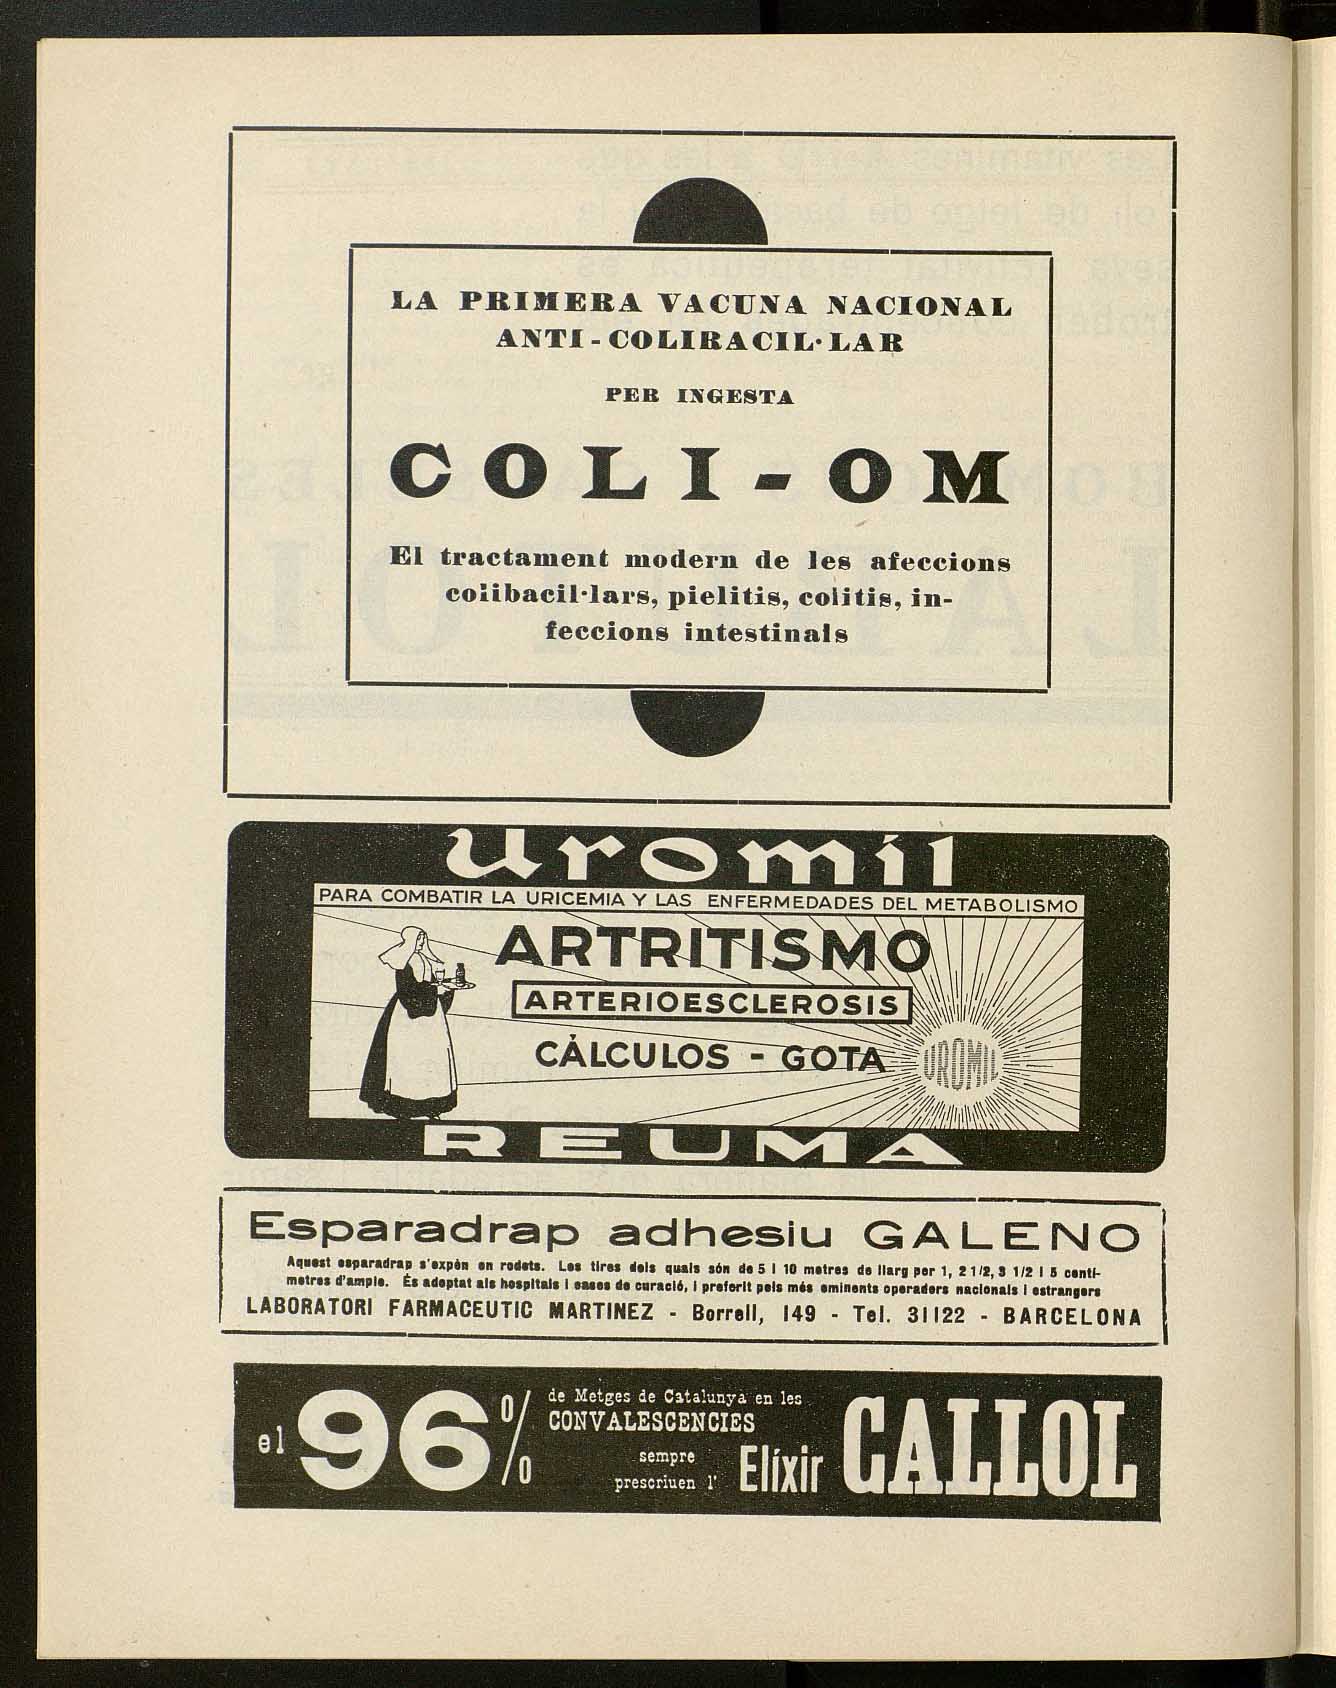 LA PRIMERA VACUNA NACIONAL
ANTI-COLIBACIL·LAR
PER INGESTA
COLI-OM
El tractament modern de les afeccions
colibacil·lars, pielitis, colitis, in-
feccions intestinals
Uromil
PARA COMBATIR LA URICEMIA Y LAS ENFERMEDADES DEL METABOLISMO
ARTRITISMO
ARTERIOESCLEROSIS
CÀLCULOS - GOTA
UROMIL
REUMA
Esparadrap adhesiu GALENO
Aquest esparadrap s'expèn en rodets. Les tires dels quals són de 5 i 10 metres de llarg per 1, 2 1/2, 3 1/2 i 5 centí-
metres d'ample. És adoptat als hospitals i cases de curació, i preferit pels més eminents operadors nacionals i estrangers
LABORATORI FARMACEUTIC MARTINEZ - Borrell, 149 - Tel. 31122 - BARCELONA
el 96% de Metges de Catalunya en les
CONVALESCENCIES
sempre
prescriuen l' Elíxir GALLOL